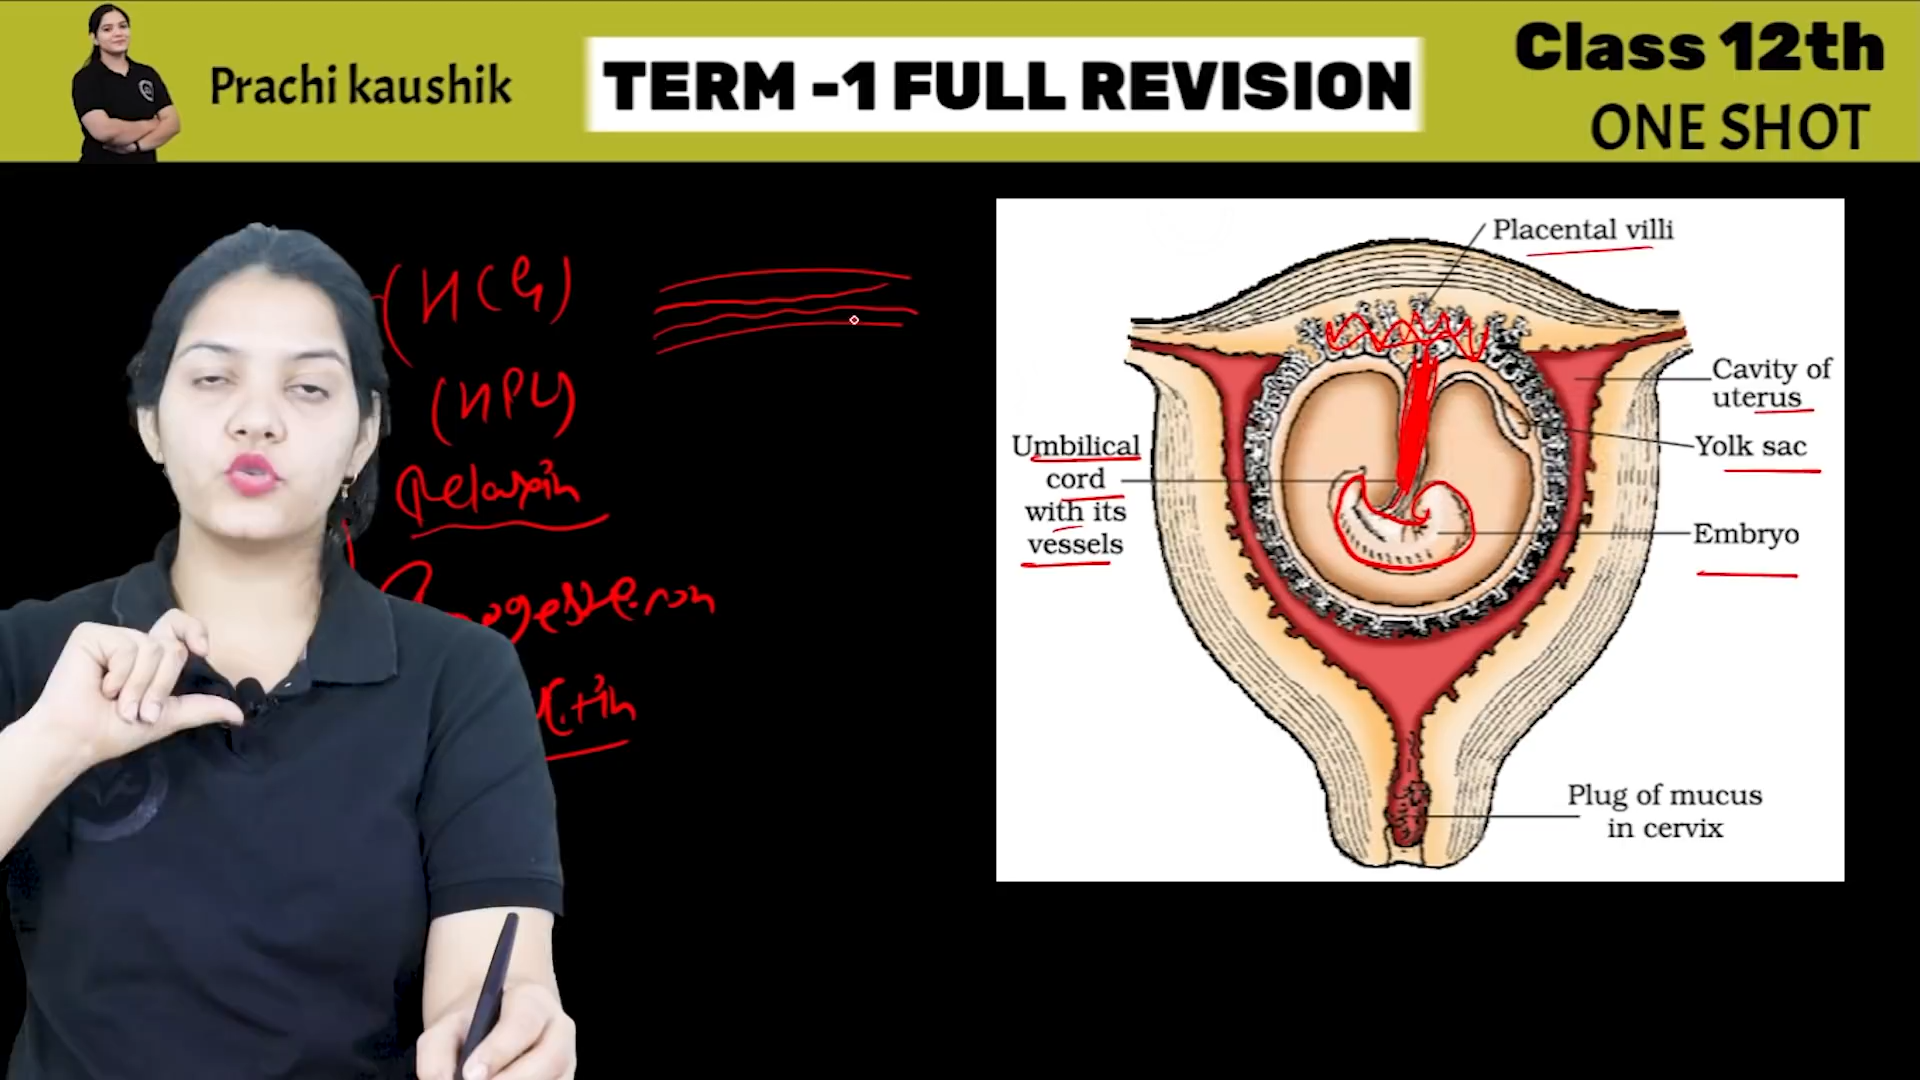 Prachi kaushik
TERM -1 FULL REVISION
Class 12th
ONE SHOT
(HCG)
(HPL)
Relaxin
Placental villi
Cavity of
uterus
Yolk sac
Umbilical
cord
with its
vessels
Embryo
Plug of mucus
in cervix